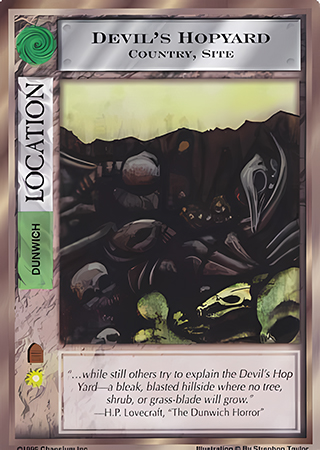 DEVIL'S HOPYARD
COUNTRY, SITE
LOCATION
DUNWICH
"...while still others try to explain the Devil's Hop
Yard—a bleak, blasted hillside where no tree,
shrub, or grass-blade will grow."
—H.P. Lovecraft, "The Dunwich Horror"
©1996 Chaosium Inc.
Illustration © By Strephon Taylor